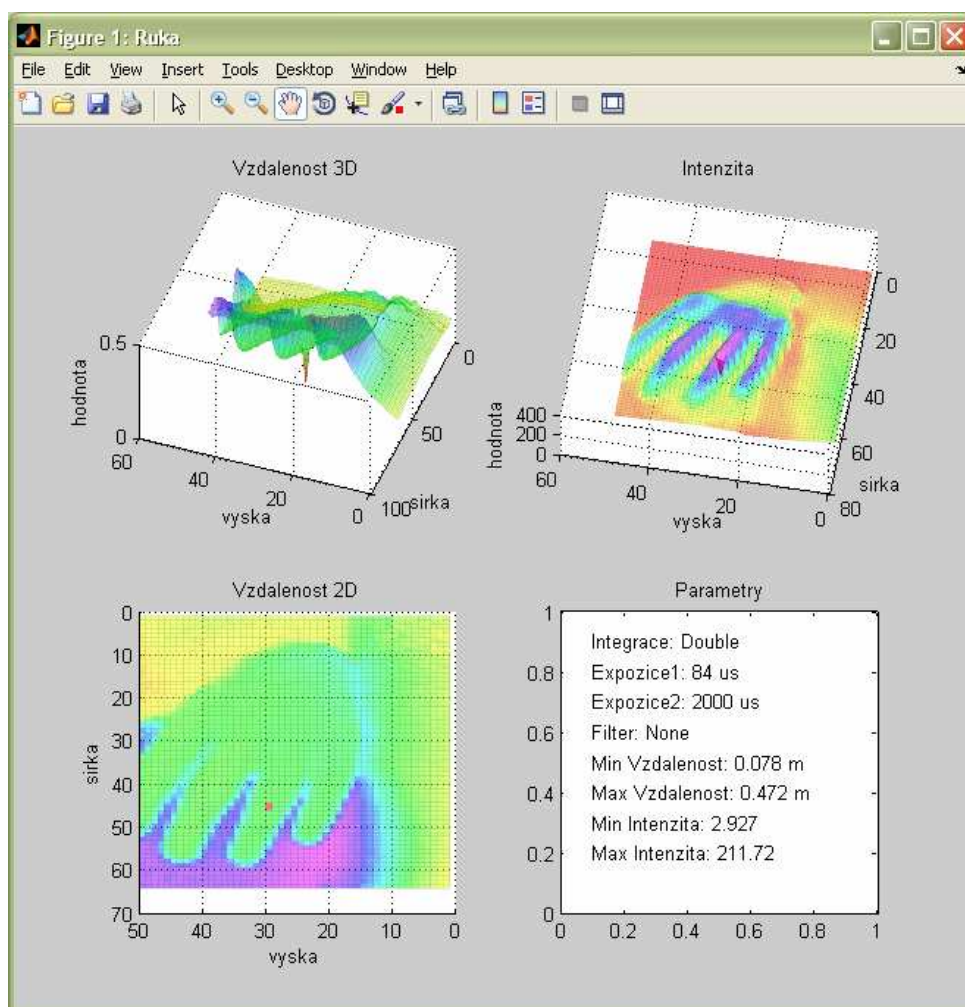 Figure 1: Ruka
File Edit View Insert Tools Desktop Window Help
Vzdalenost 3D
0.5
0
hodnota
60
40
20
0
vyska
0
50
100
sirka
Intenzita
400
200
0
hodnota
60
40
20
0
vyska
0
20
40
60
80
sirka
Vzdalenost 2D
0
10
20
30
40
50
60
70
sirka
50 40 30 20 10 0
vyska
Parametry
1
0.8
0.6
0.4
0.2
0
0 0.2 0.4 0.6 0.8 1
Integrace: Double
Expozice1: 84 us
Expozice2: 2000 us
Filter: None
Min Vzdalenost: 0.078 m
Max Vzdalenost: 0.472 m
Min Intenzita: 2.927
Max Intenzita: 211.72